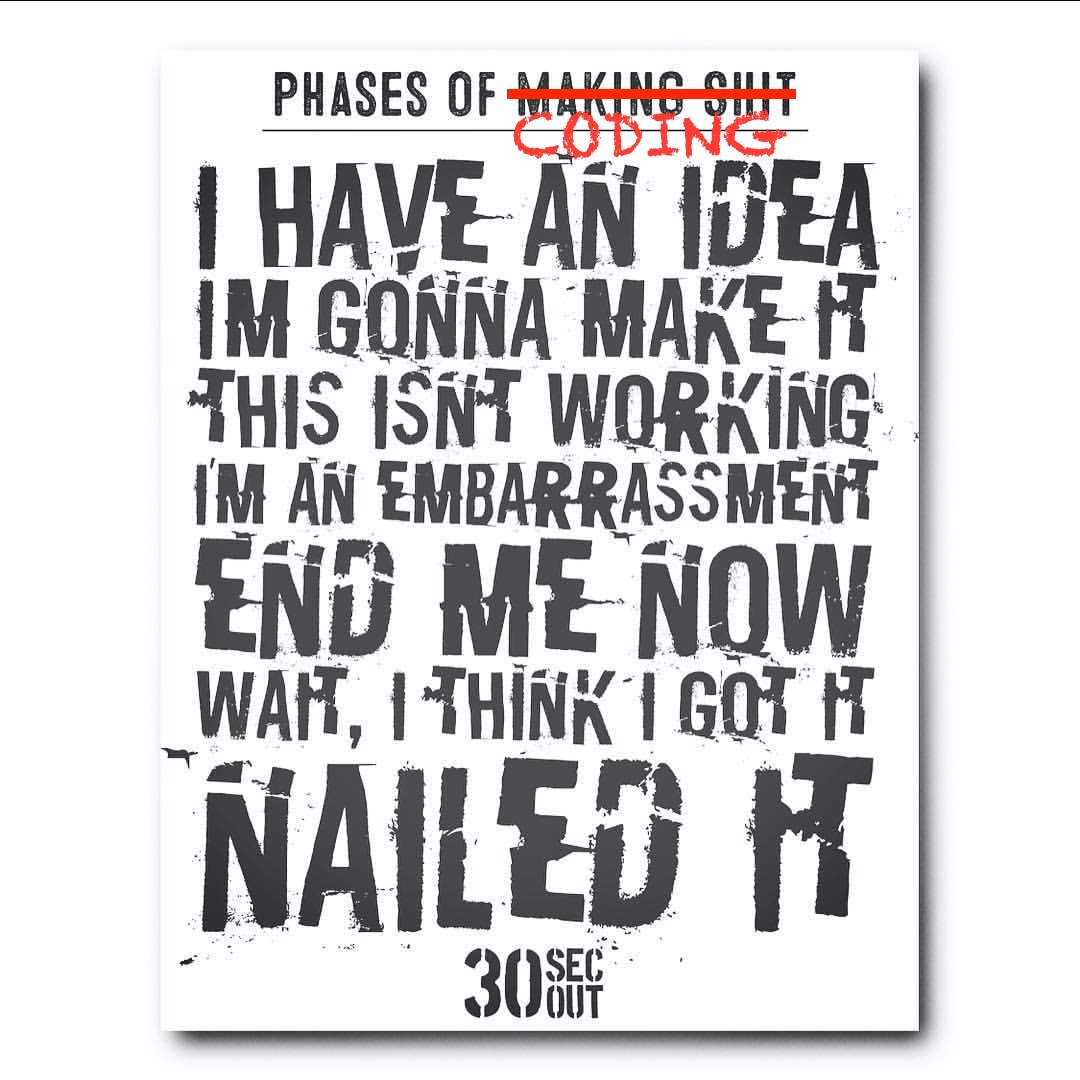 PHASES OF MAKING SHIT
CODING
I HAVE AN IDEA
IM GONNA MAKE IT
THIS ISNT WORKING
I'M AN EMBARRASSMENT
END ME NOW
WAIT, I THINK I GOT IT
NAILED IT
30 SEC
OUT